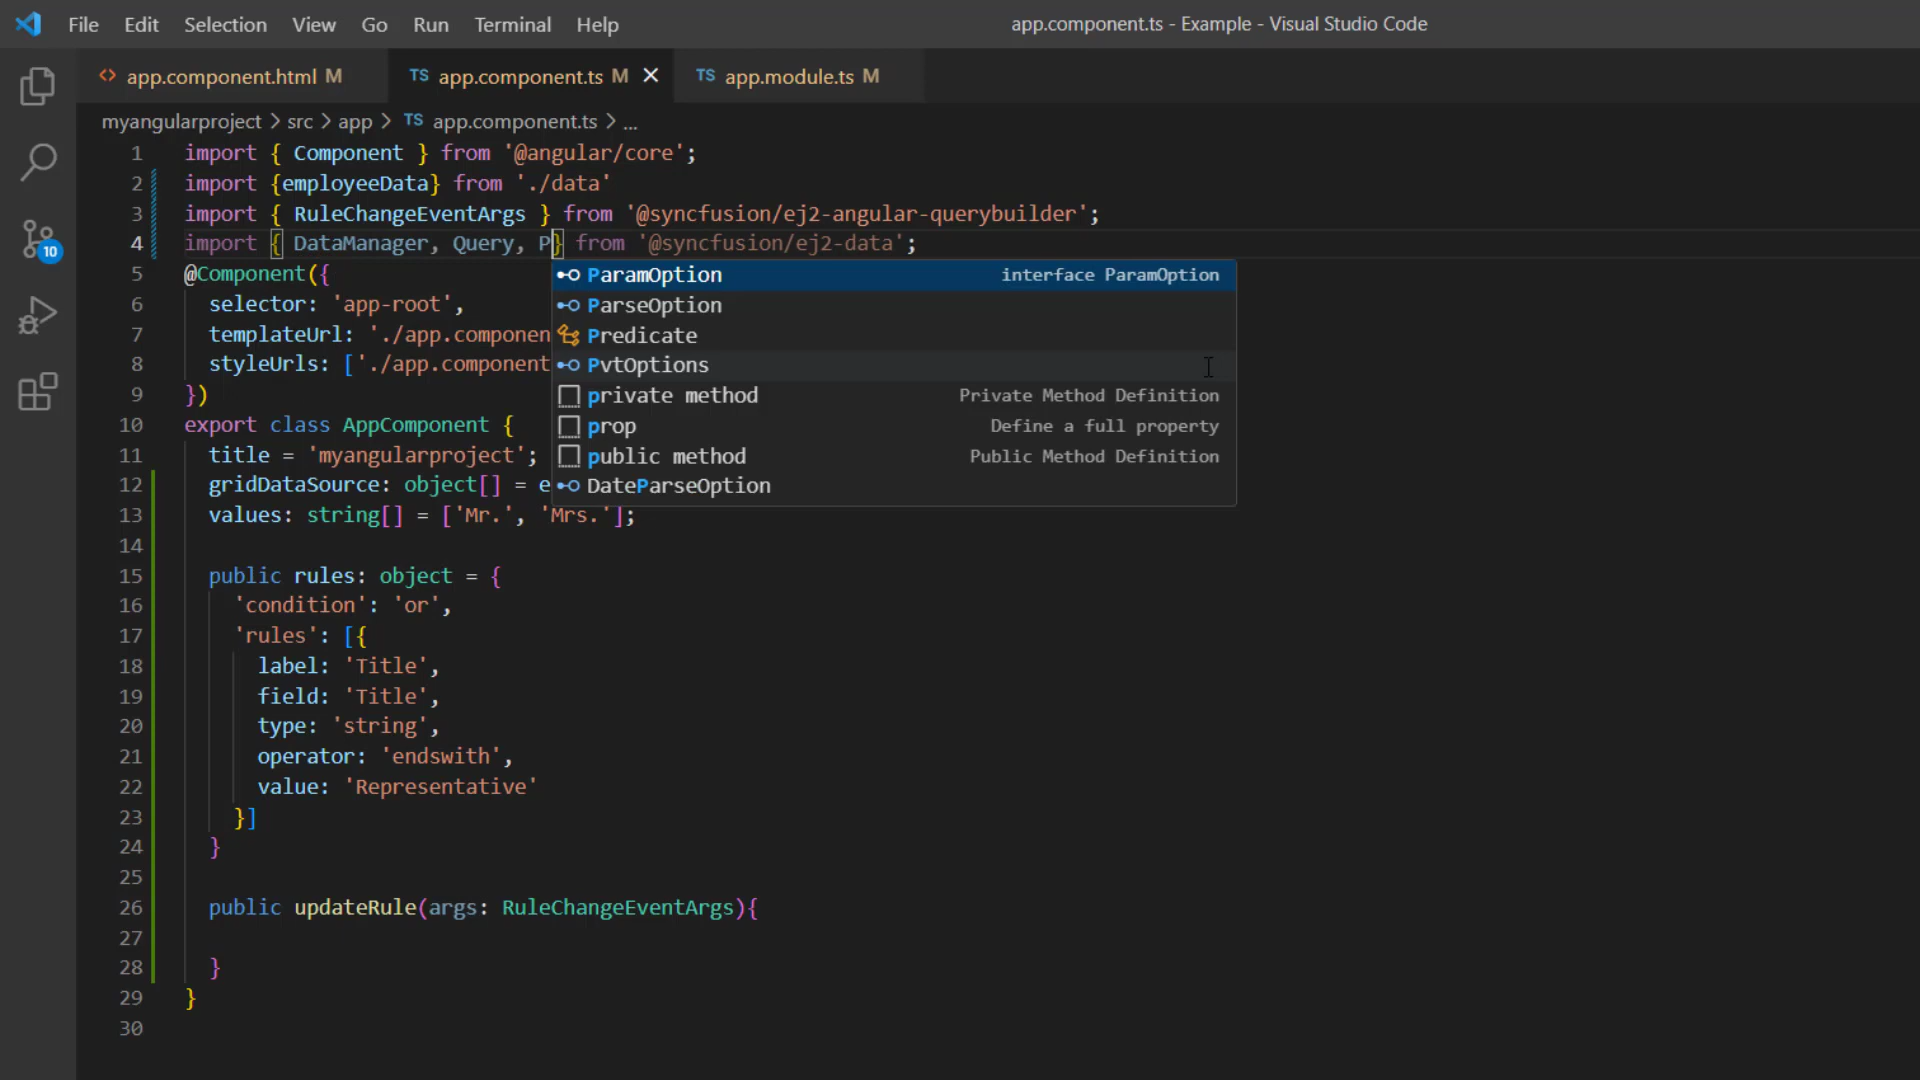 File Edit Selection View Go Run Terminal Help app.component.ts - Example - Visual Studio Code
<> app.component.html M TS app.component.ts M × TS app.module.ts M
myangularproject > src > app > TS app.component.ts > ...
1 import { Component } from '@angular/core';
2 import {employeeData} from './data'
3 import { RuleChangeEventArgs } from '@syncfusion/ej2-angular-querybuilder';
4 import { DataManager, Query, P} from '@syncfusion/ej2-data';
10
5 @Component({
ParamOption interface ParamOption
6 selector: 'app-root',
ParseOption
7 templateUrl: './app.componen
Predicate
8 styleUrls: ['./app.component
PvtOptions
9 })
private method Private Method Definition
10 export class AppComponent {
prop Define a full property
11 title = 'myangularproject';
public method Public Method Definition
12 gridDataSource: object[] = e
DateParseOption
13 values: string[] = ['Mr.', 'Mrs.'];
14
15 public rules: object = {
16 'condition': 'or',
17 'rules': [{
18 label: 'Title',
19 field: 'Title',
20 type: 'string',
21 operator: 'endswith',
22 value: 'Representative'
23 }]
24 }
25
26 public updateRule(args: RuleChangeEventArgs){
27
28 }
29 }
30